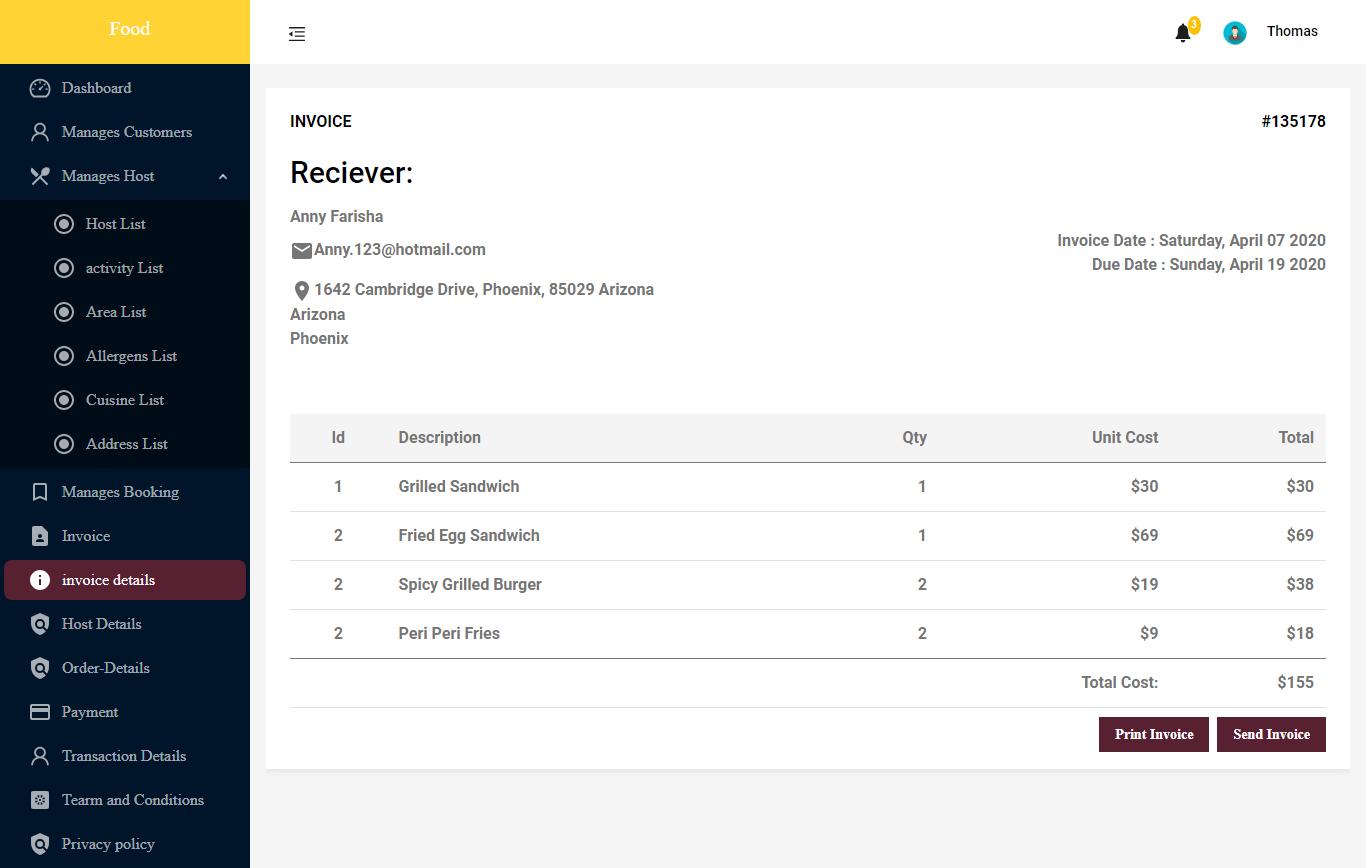 Food
3
Thomas
Dashboard
Manages Customers
Manages Host
Host List
activity List
Area List
Allergens List
Cuisine List
Address List
Manages Booking
Invoice
invoice details
Host Details
Order-Details
Payment
Transaction Details
Tearm and Conditions
Privacy policy
INVOICE #135178
Reciever:
Anny Farisha
Anny.123@hotmail.com
1642 Cambridge Drive, Phoenix, 85029 Arizona
Arizona
Phoenix
Invoice Date : Saturday, April 07 2020
Due Date : Sunday, April 19 2020
Id Description Qty Unit Cost Total
1 Grilled Sandwich 1 $30 $30
2 Fried Egg Sandwich 1 $69 $69
2 Spicy Grilled Burger 2 $19 $38
2 Peri Peri Fries 2 $9 $18
Total Cost: $155
Print Invoice Send Invoice